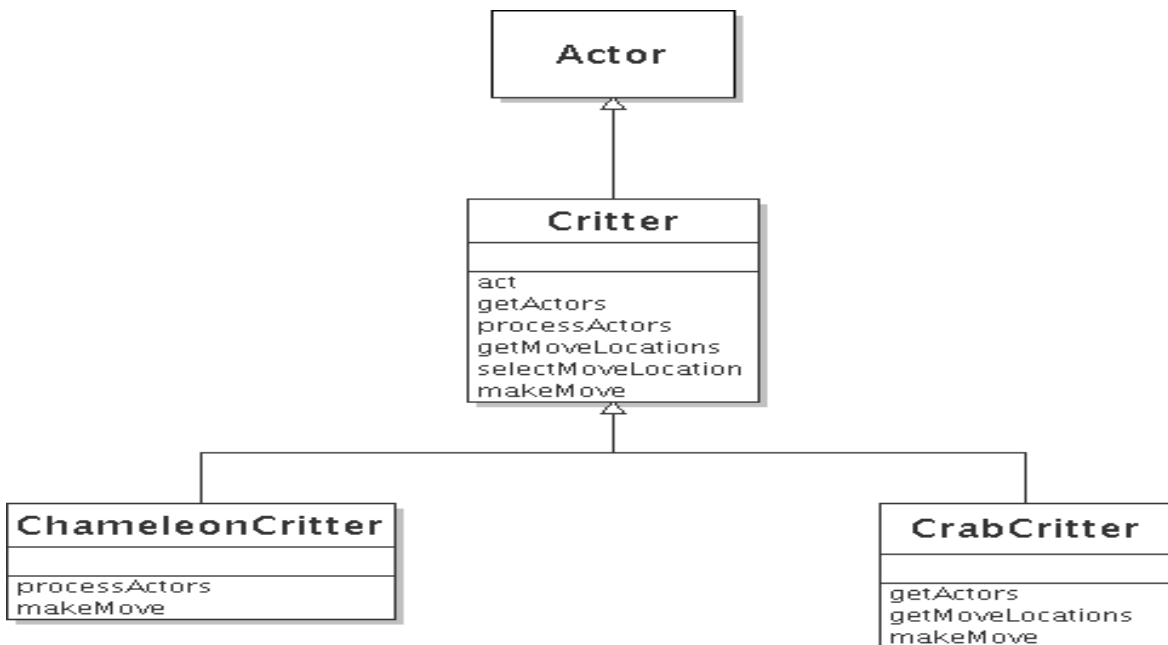 Actor
Critter
act
getActors
processActors
getMoveLocations
selectMoveLocation
makeMove
ChameleonCritter
processActors
makeMove
CrabCritter
getActors
getMoveLocations
makeMove